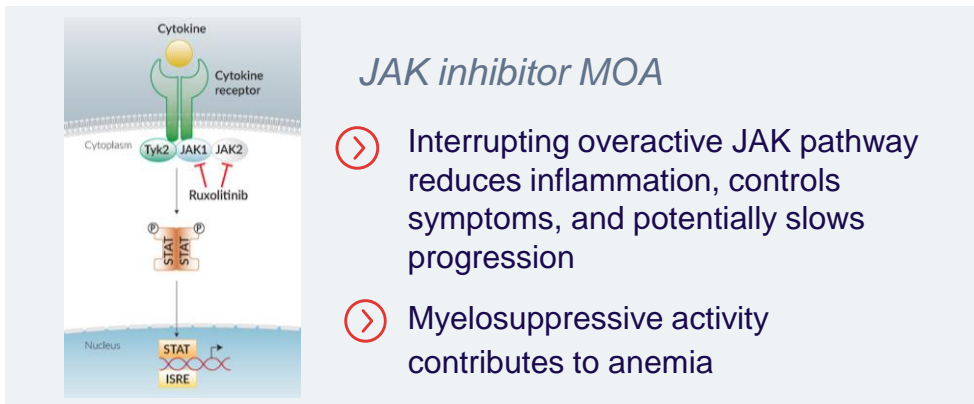 Cytokine
Cytokine
receptor
Cytoplasm
Tyk2 JAK1 JAK2
Ruxolitinib
P P
STAT STAT
Nucleus
STAT
ISRE
JAK inhibitor MOA
Interrupting overactive JAK pathway
reduces inflammation, controls
symptoms, and potentially slows
progression
Myelosuppressive activity
contributes to anemia